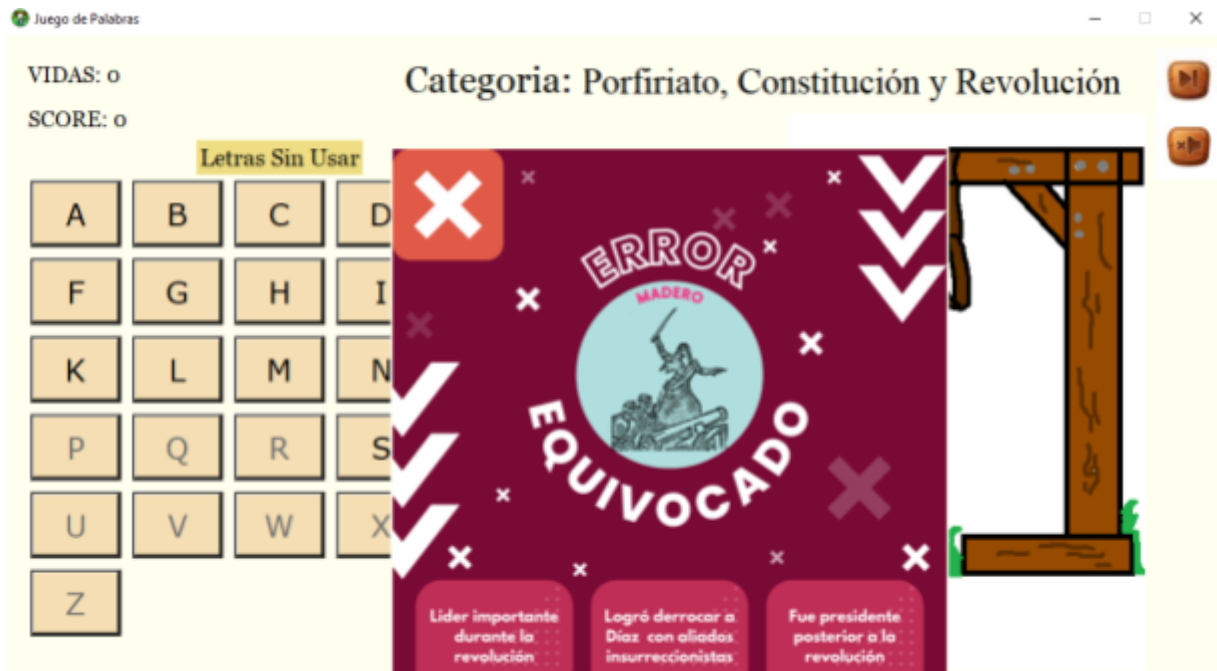 Juego de Palabras
VIDAS: 0
SCORE: 0
Categoria: Porfiriato, Constitución y Revolución
Letras Sin Usar
A B C D
F G H I
K L M N
P Q R S
U V W X
Z
ERROR
MADERO
EQUIVOCADO
Lider importante
durante la
revolución
Logró derrocar a
Díaz con aliados
insurreccionistas
Fue presidente
posterior a la
revolución